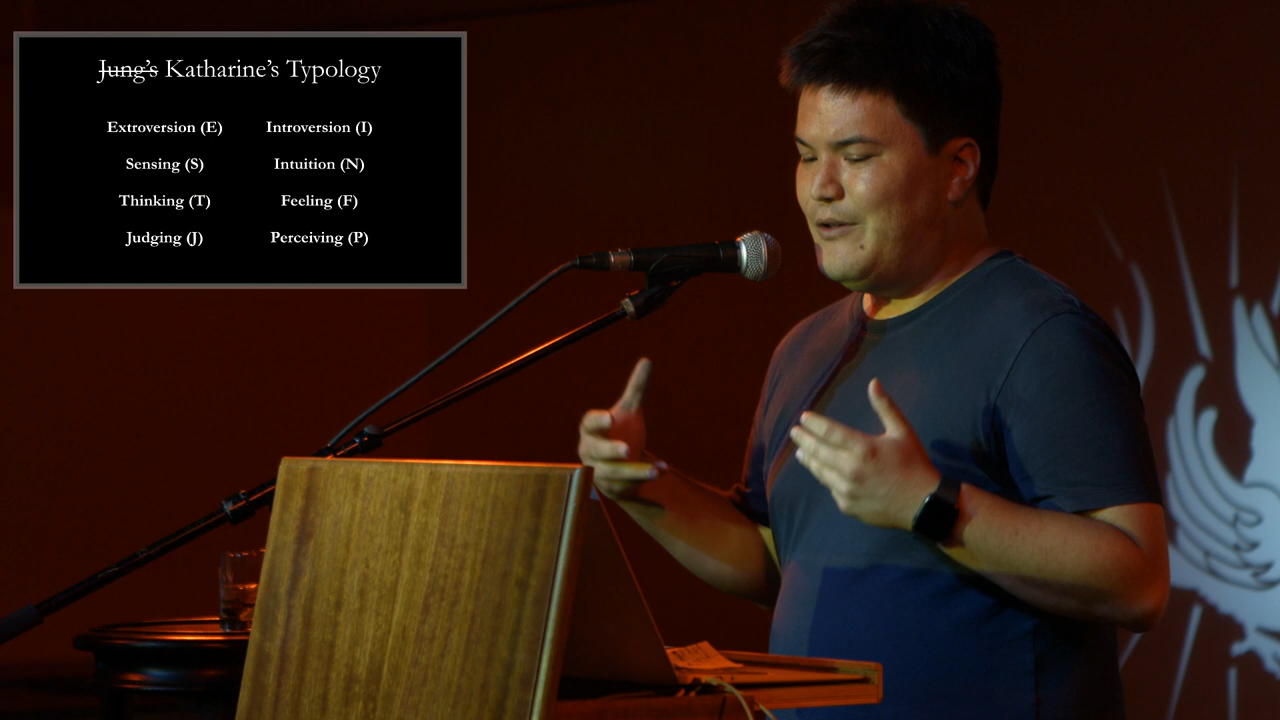 Jung's Katharine's Typology
Extroversion (E) Introversion (I)
Sensing (S) Intuition (N)
Thinking (T) Feeling (F)
Judging (J) Perceiving (P)